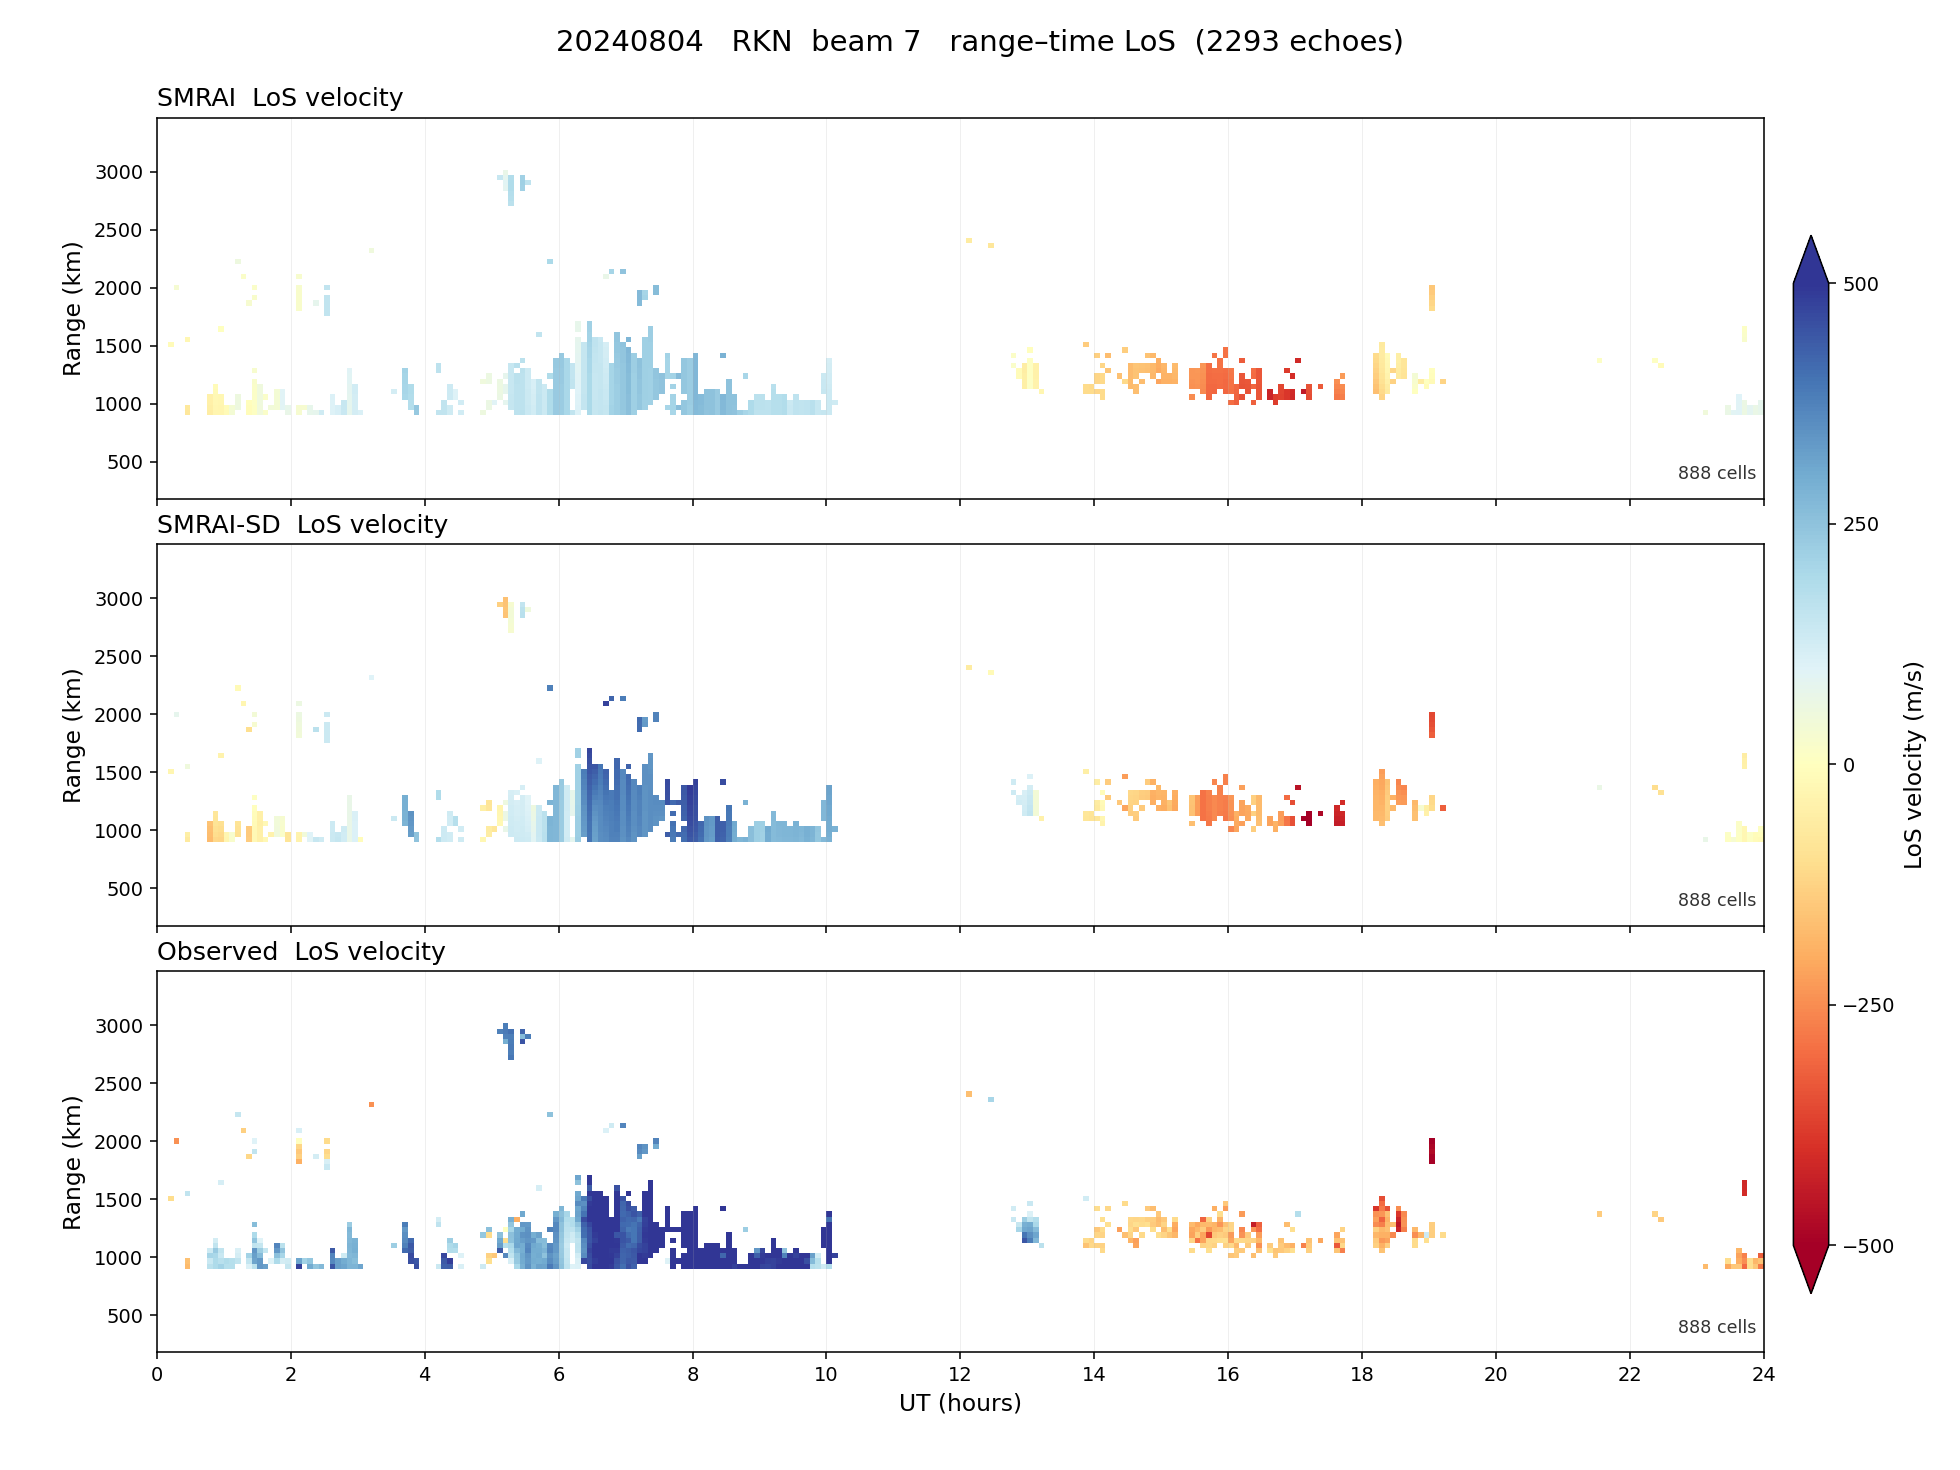 20240804   RKN  beam 7   range–time LoS  (2293 echoes)
SMRAI  LoS velocity
Range (km)
3000
2500
2000
1500
1000
500
888 cells
SMRAI-SD  LoS velocity
Range (km)
3000
2500
2000
1500
1000
500
888 cells
Observed  LoS velocity
Range (km)
3000
2500
2000
1500
1000
500
888 cells
0 2 4 6 8 10 12 14 16 18 20 22 24
UT (hours)
500
250
0
−250
−500
LoS velocity (m/s)